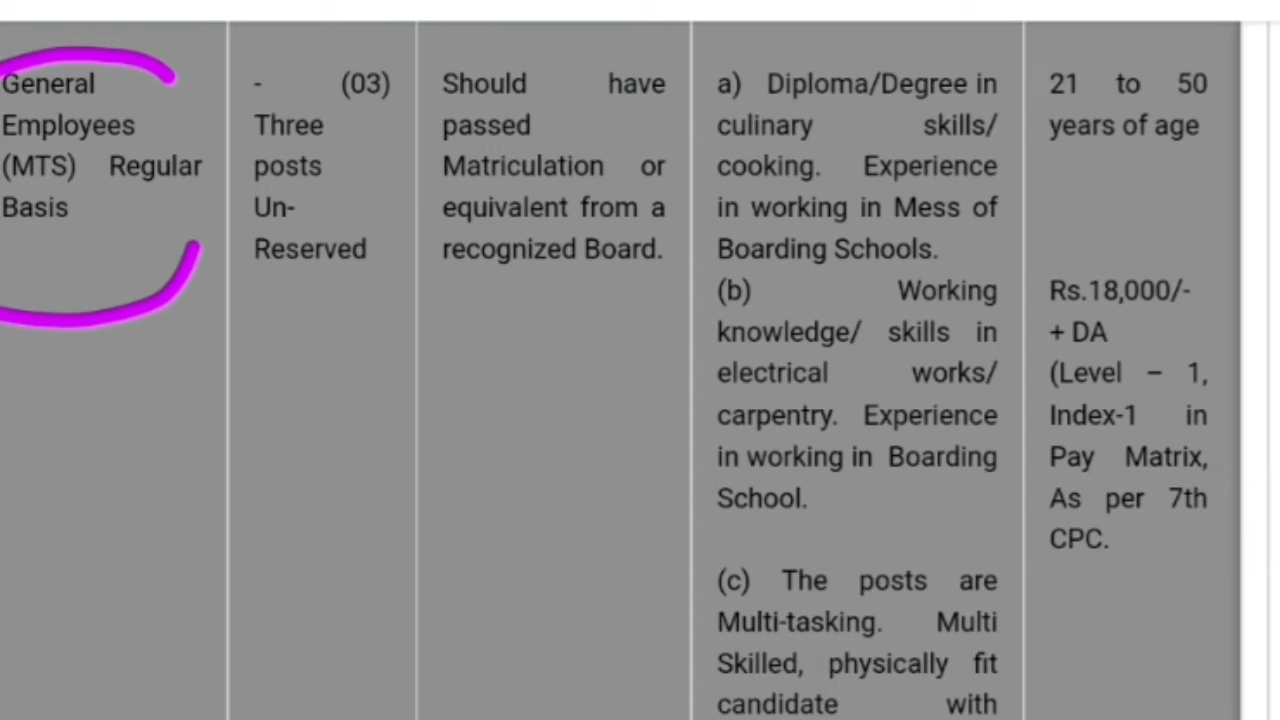 General
Employees
(MTS) Regular
Basis
- (03)
Three
posts
Un-
Reserved
Should have
passed
Matriculation or
equivalent from a
recognized Board.
a) Diploma/Degree in
culinary skills/
cooking. Experience
in working in Mess of
Boarding Schools.
(b) Working
knowledge/ skills in
electrical works/
carpentry. Experience
in working in Boarding
School.
(c) The posts are
Multi-tasking. Multi
Skilled, physically fit
candidate with
21 to 50
years of age
Rs.18,000/-
+ DA
(Level – 1,
Index-1 in
Pay Matrix,
As per 7th
CPC.